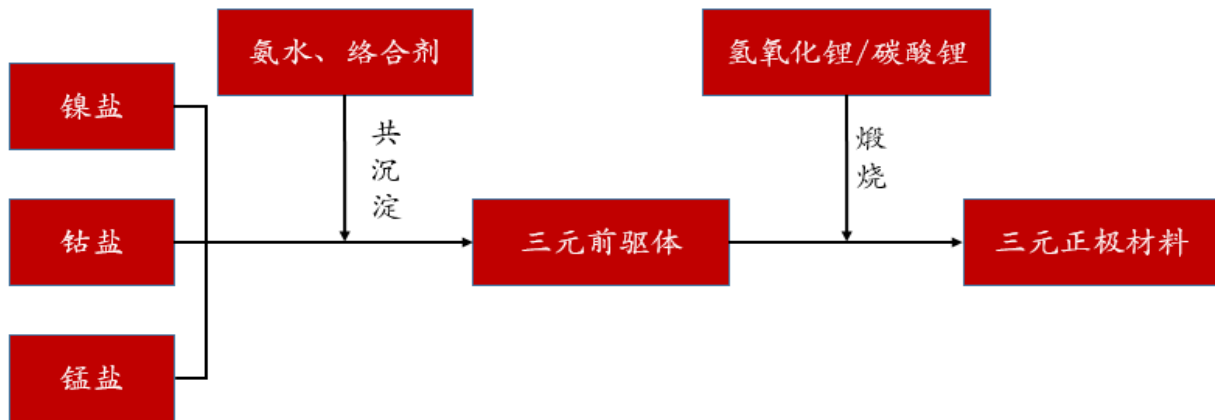 氨水、络合剂
氢氧化锂/碳酸锂
镍盐
共沉淀
煅烧
钴盐
三元前驱体
三元正极材料
锰盐